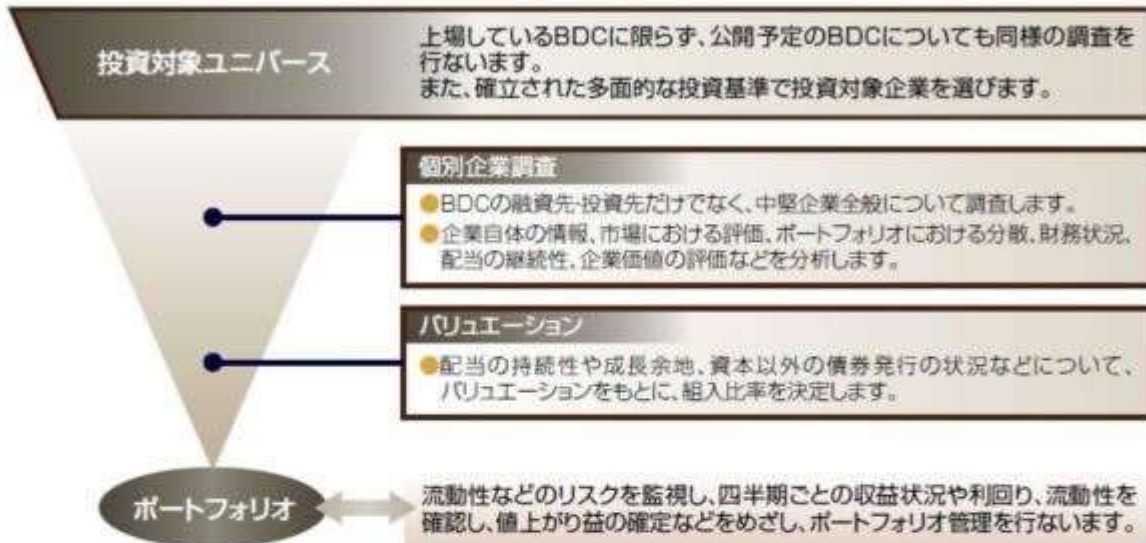 投資対象ユニバース
上場しているBDCに限らず、公開予定のBDCについても同様の調査を
行ないます。
また、確立された多面的な投資基準で投資対象企業を選びます。
個別企業調査
●BDCの融資先・投資先だけでなく、中堅企業全般について調査します。
●企業自体の情報、市場における評価、ポートフォリオにおける分散、財務状況、
配当の継続性、企業価値の評価などを分析します。
バリュエーション
●配当の持続性や成長余地、資本以外の債券発行の状況などについて、
バリュエーションをもとに、組入比率を決定します。
ポートフォリオ
流動性などのリスクを監視し、四半期ごとの収益状況や利回り、流動性を
確認し、値上がり益の確定などをめざし、ポートフォリオ管理を行ないます。